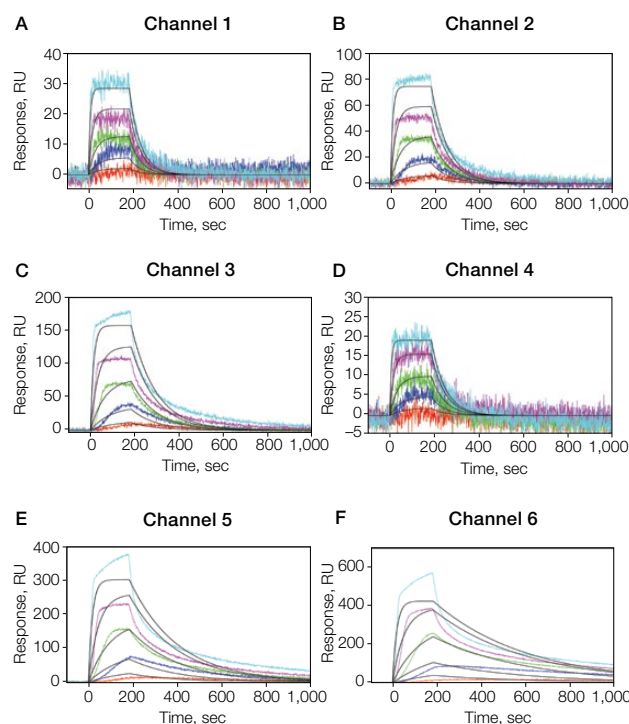 A Channel 1
Response, RU
40
30
20
10
0
0 200 400 600 800 1,000
Time, sec
B Channel 2
Response, RU
100
80
60
40
20
0
0 200 400 600 800 1,000
Time, sec
C Channel 3
Response, RU
200
150
100
50
0
0 200 400 600 800 1,000
Time, sec
D Channel 4
Response, RU
30
25
20
15
10
5
0
−5
0 200 400 600 800 1,000
Time, sec
E Channel 5
Response, RU
400
300
200
100
0
0 200 400 600 800 1,000
Time, sec
F Channel 6
Response, RU
600
400
200
0
0 200 400 600 800 1,000
Time, sec